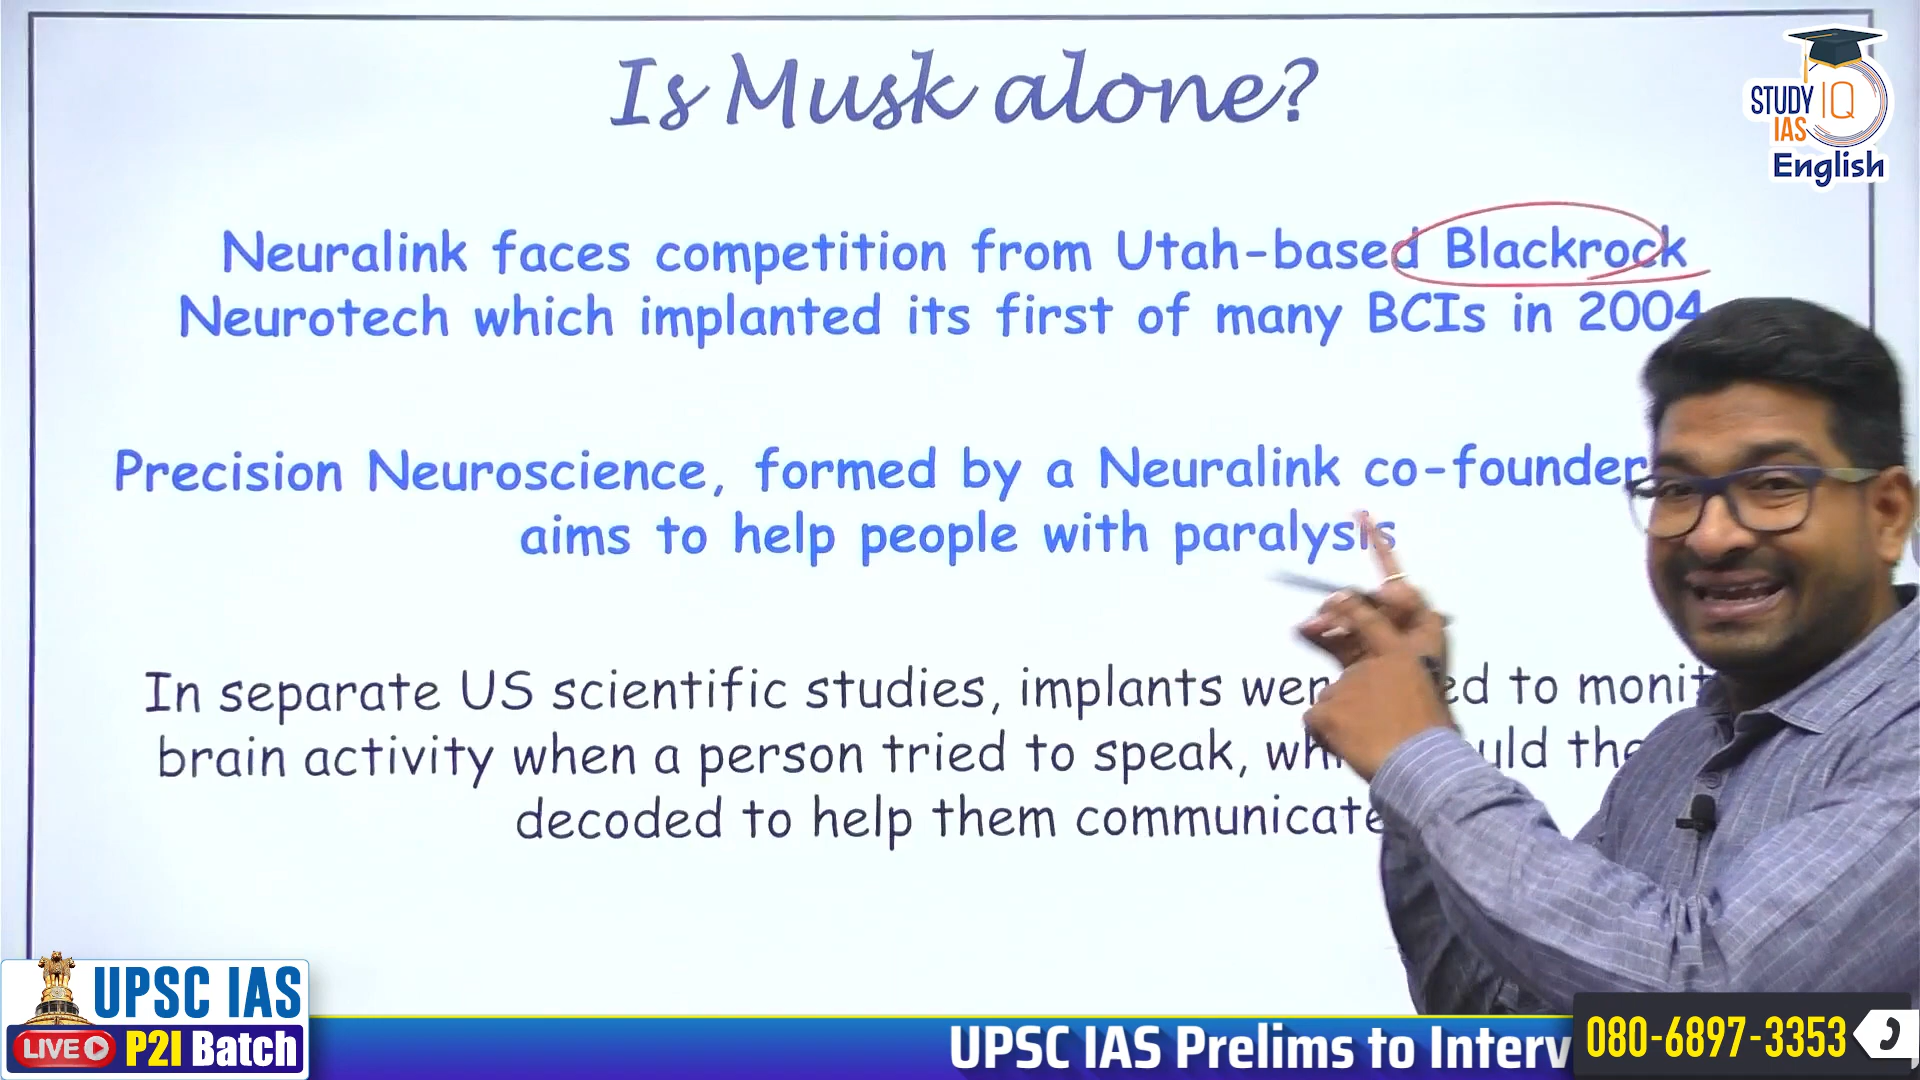 Is Musk alone?
STUDY IQ
IAS
English
Neuralink faces competition from Utah-based Blackrock
Neurotech which implanted its first of many BCIs in 2004
Precision Neuroscience, formed by a Neuralink co-founder
aims to help people with paralysis
In separate US scientific studies, implants to
brain activity when a person tried to speak,
decoded to help them communicate
UPSC IAS
LIVE P2I Batch
UPSC IAS Prelims to
080-6897-3353